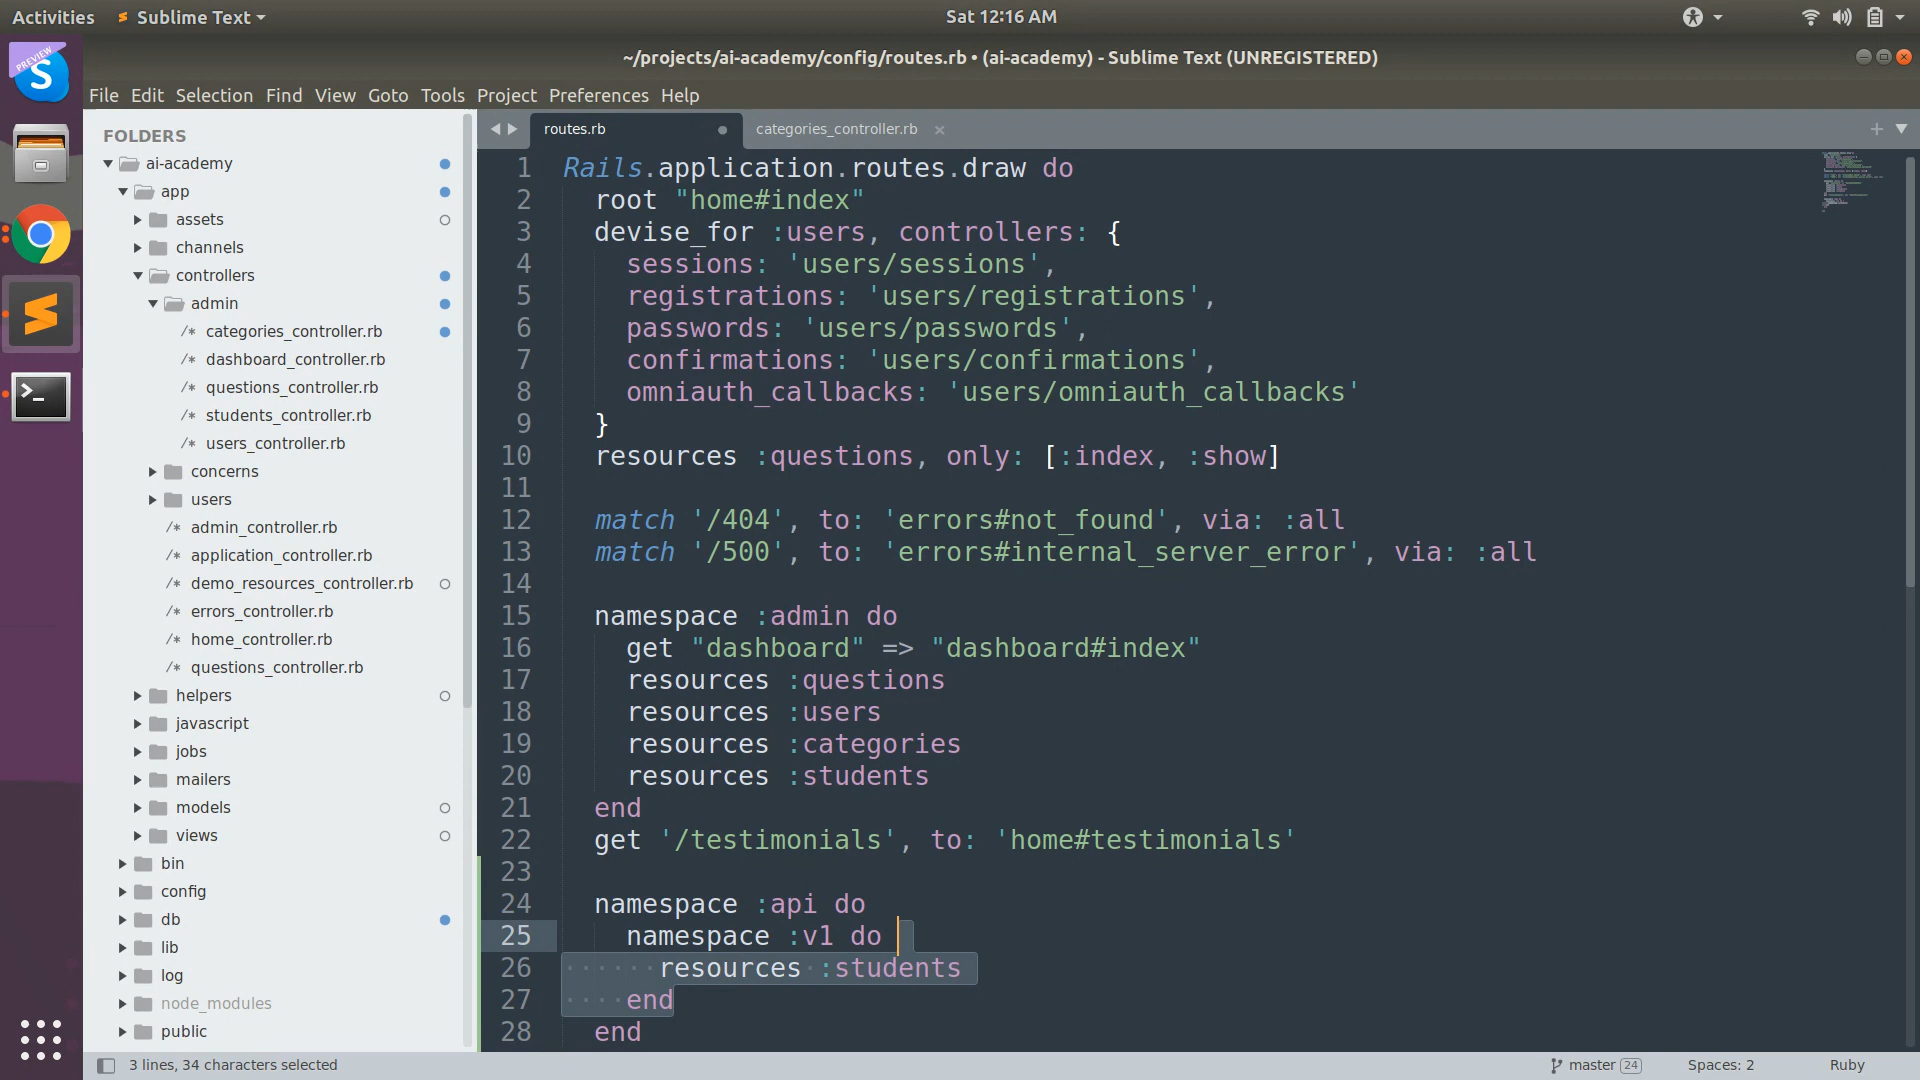 Activities
Sublime Text
Sat 12:16 AM
~/projects/ai-academy/config/routes.rb • (ai-academy) - Sublime Text (UNREGISTERED)
File Edit Selection Find View Goto Tools Project Preferences Help
PREVIEW
S
FOLDERS
ai-academy
app
assets
channels
controllers
admin
/* categories_controller.rb
/* dashboard_controller.rb
/* questions_controller.rb
/* students_controller.rb
/* users_controller.rb
concerns
users
/* admin_controller.rb
/* application_controller.rb
/* demo_resources_controller.rb
/* errors_controller.rb
/* home_controller.rb
/* questions_controller.rb
helpers
javascript
jobs
mailers
models
views
bin
config
db
lib
log
node_modules
public
routes.rb
categories_controller.rb
1 Rails.application.routes.draw do
2   root "home#index"
3   devise_for :users, controllers: {
4     sessions: 'users/sessions',
5     registrations: 'users/registrations',
6     passwords: 'users/passwords',
7     confirmations: 'users/confirmations',
8     omniauth_callbacks: 'users/omniauth_callbacks'
9   }
10   resources :questions, only: [:index, :show]
11
12   match '/404', to: 'errors#not_found', via: :all
13   match '/500', to: 'errors#internal_server_error', via: :all
14
15   namespace :admin do
16     get "dashboard" => "dashboard#index"
17     resources :questions
18     resources :users
19     resources :categories
20     resources :students
21   end
22   get '/testimonials', to: 'home#testimonials'
23
24   namespace :api do
25     namespace :v1 do
26       resources :students
27     end
28   end
3 lines, 34 characters selected
master 24
Spaces: 2
Ruby